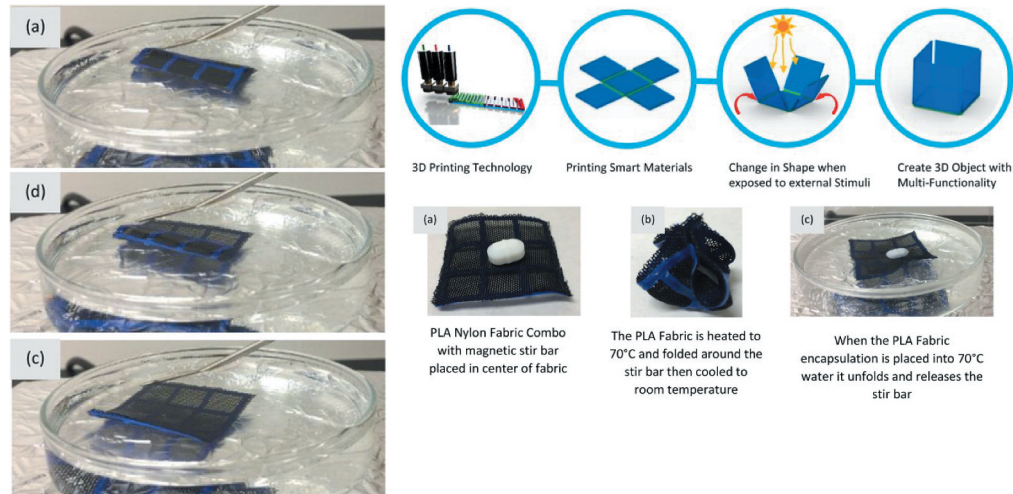 (a)
(d)
(c)
3D Printing Technology
Printing Smart Materials
Change in Shape when
exposed to external Stimuli
Create 3D Object with
Multi-Functionality
(a)
PLA Nylon Fabric Combo
with magnetic stir bar
placed in center of fabric
(b)
The PLA Fabric is heated to
70°C and folded around the
stir bar then cooled to
room temperature
(c)
When the PLA Fabric
encapsulation is placed into 70°C
water it unfolds and releases the
stir bar